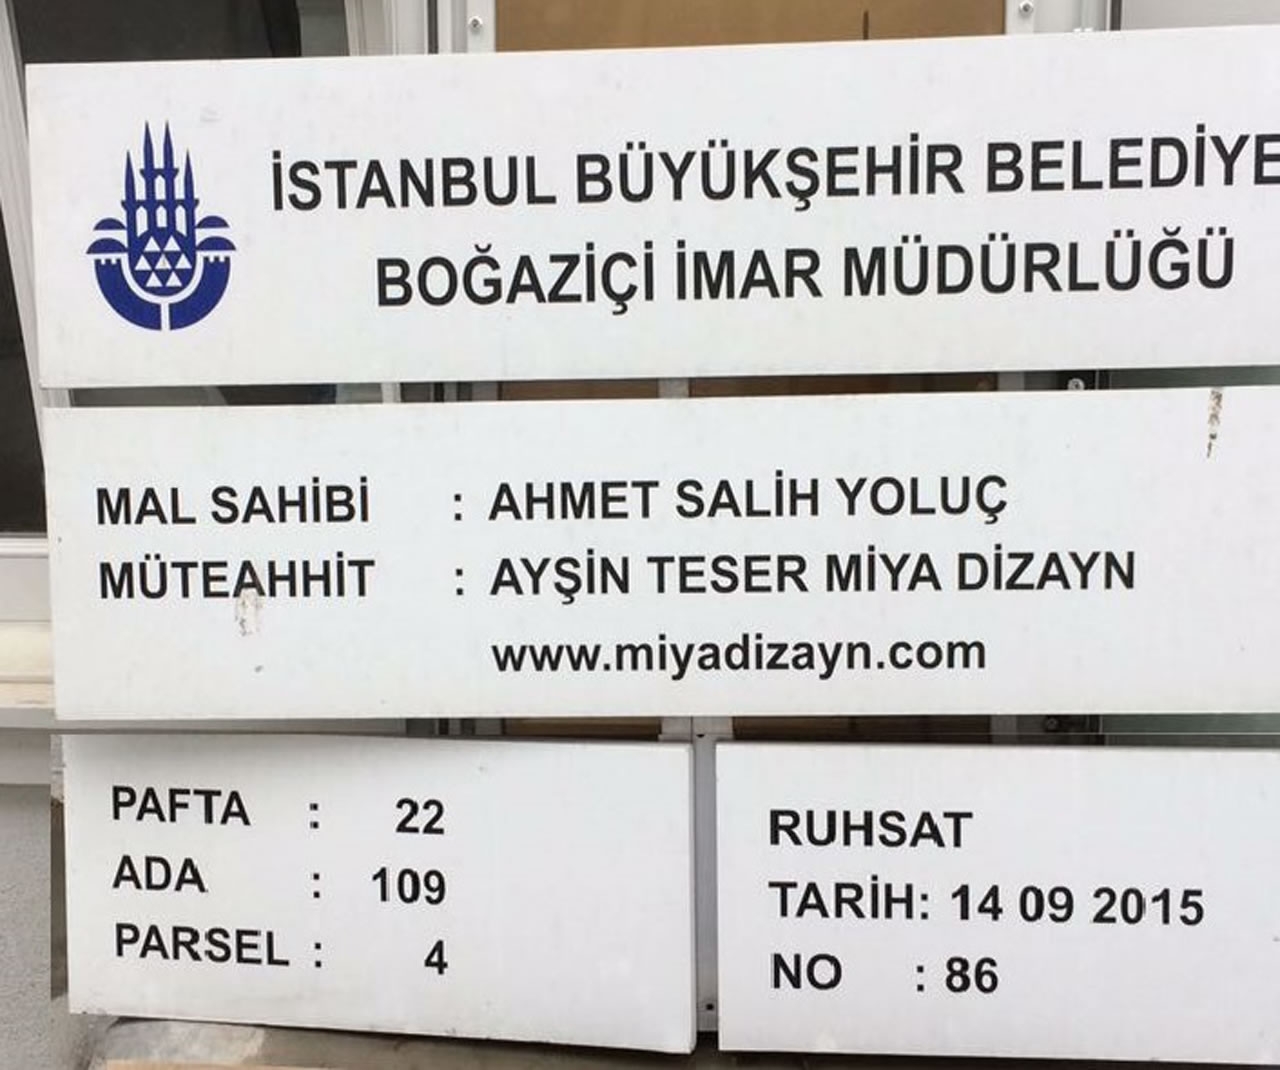 İSTANBUL BÜYÜKŞEHİR BELEDİYE
BOĞAZİÇİ İMAR MÜDÜRLÜĞÜ
MAL SAHİBİ : AHMET SALİH YOLUÇ
MÜTEAHHİT : AYŞİN TESER MİYA DİZAYN
www.miyadizayn.com
PAFTA : 22
ADA : 109
PARSEL : 4
RUHSAT
TARİH: 14 09 2015
NO : 86